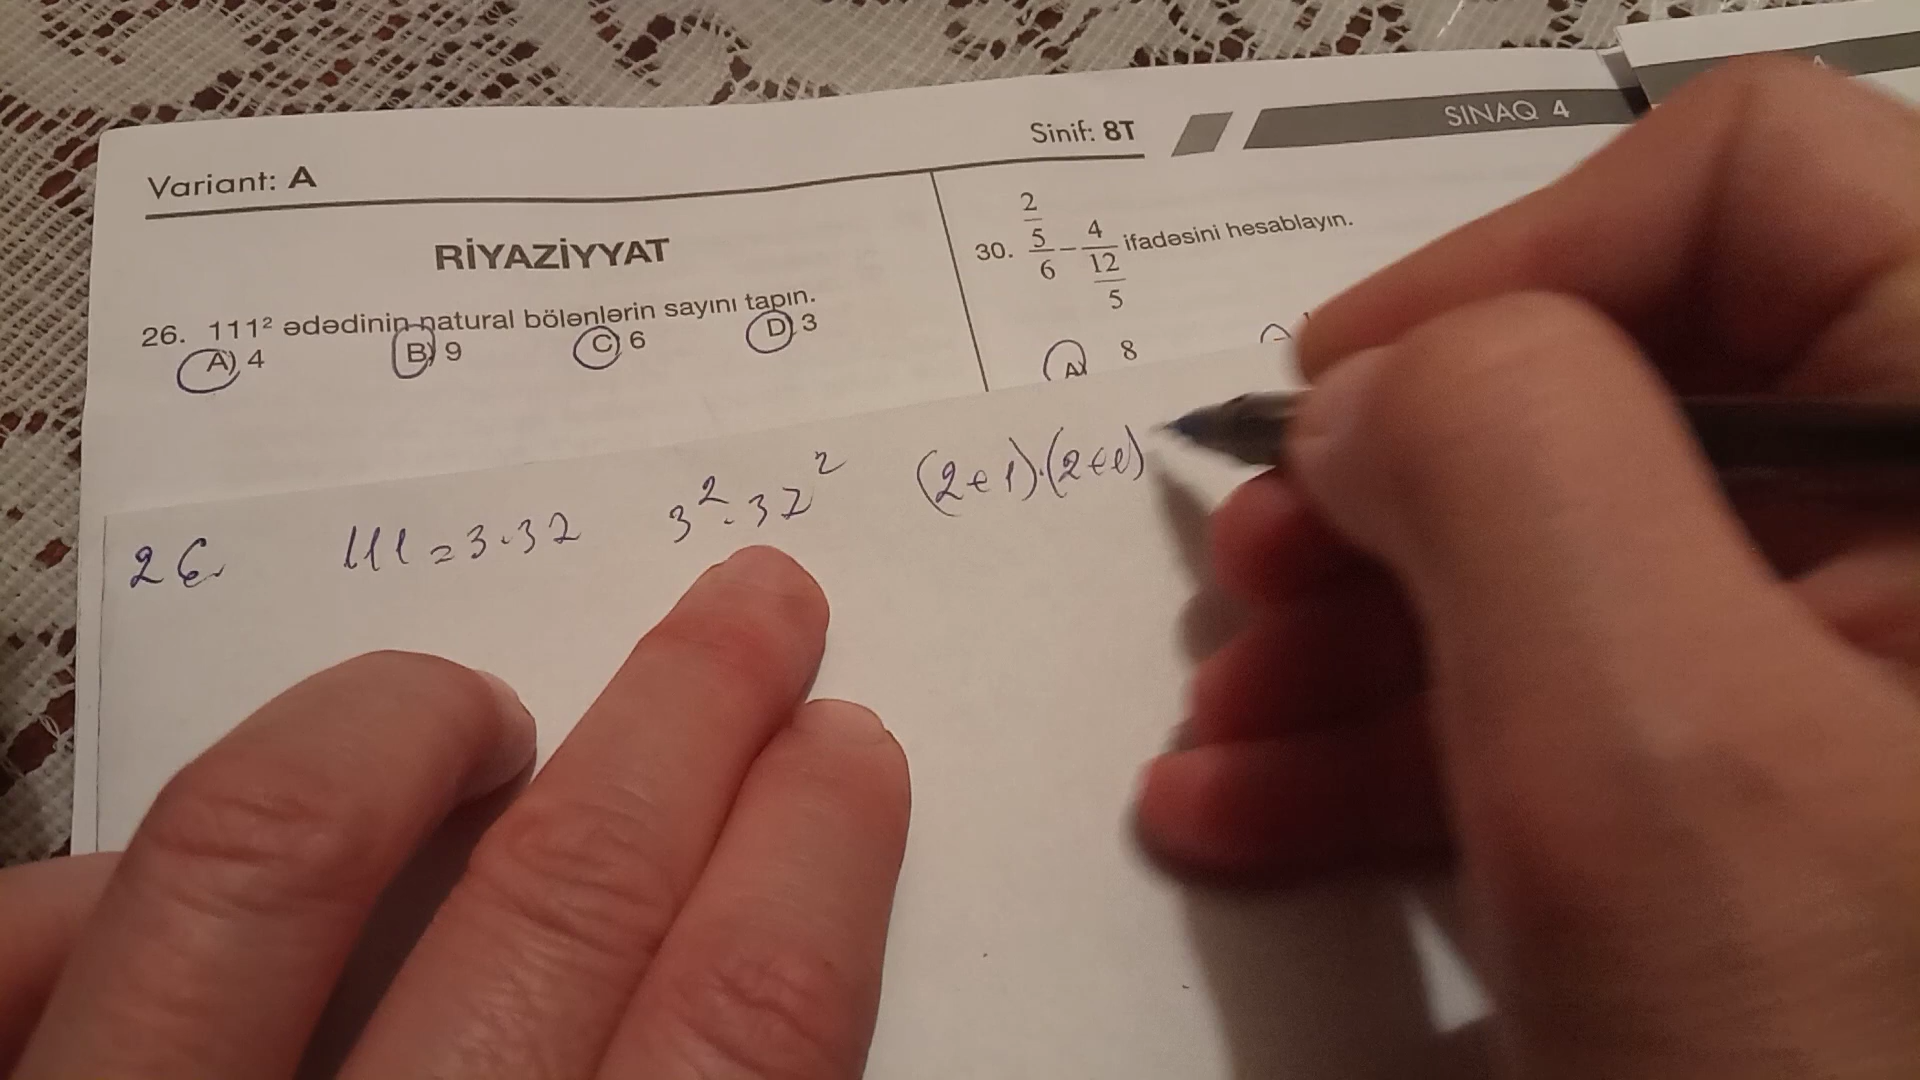 Variant: A
Sinif: 8T
SINAQ 4
RİYAZİYYAT
26. 111² ədədinin natural bölənlərin sayını tapın.
A) 4 B) 9 C) 6 D) 3
30. 2/5/6 - 4/12/5 ifadəsini hesablayın.
A) 8
26 111 = 3·37 3²·37² (2+1)·(2+1)